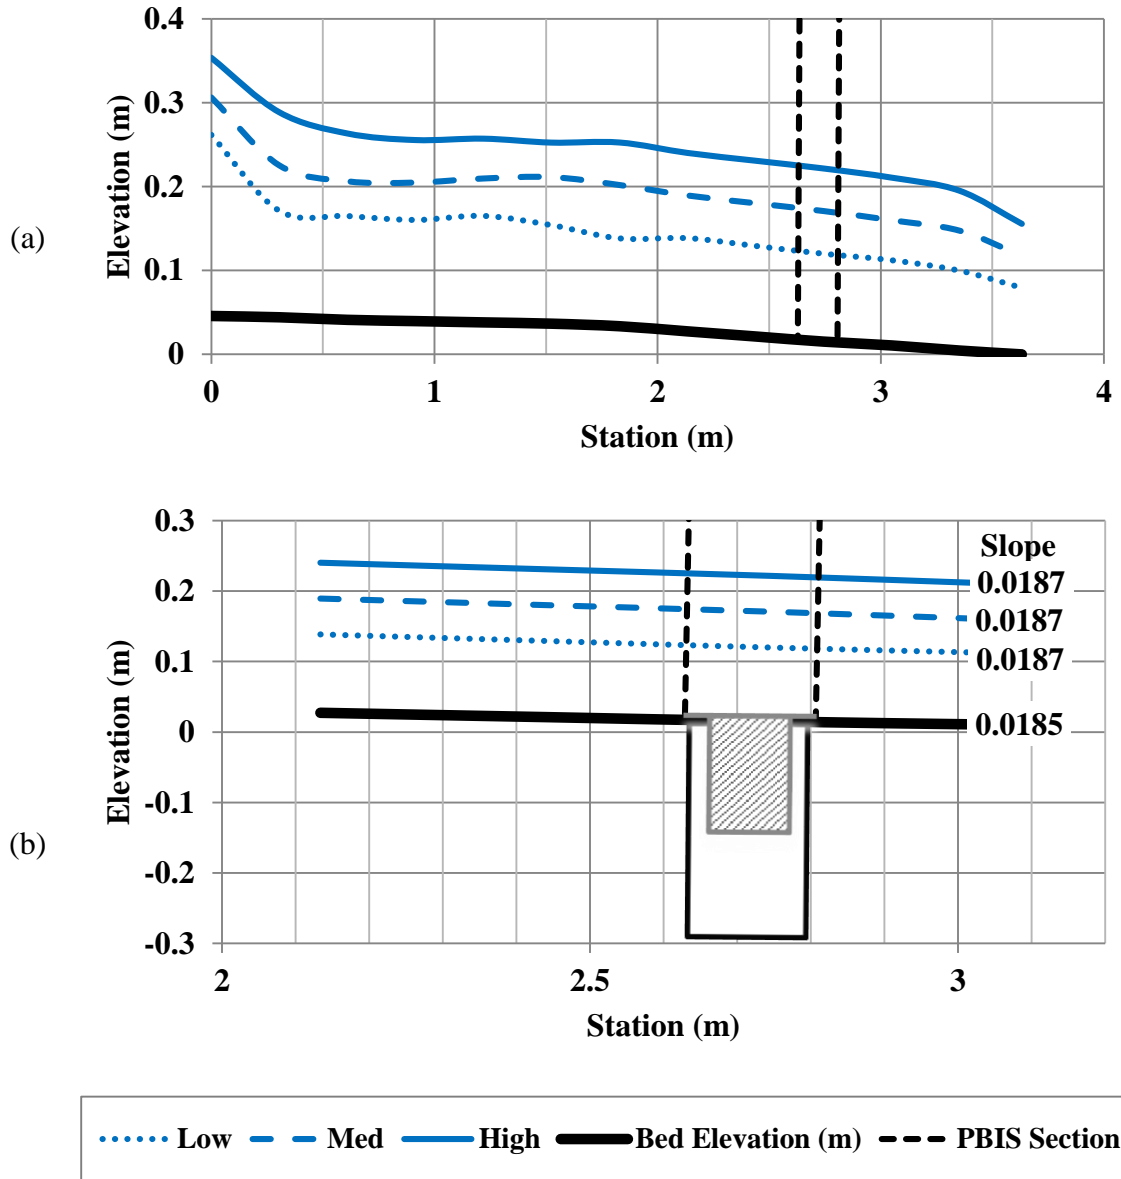 (a)
Elevation (m)
0.4
0.3
0.2
0.1
0
0 1 2 3 4
Station (m)
(b)
Elevation (m)
0.3
0.2
0.1
0
-0.1
-0.2
-0.3
Slope
0.0187
0.0187
0.0187
0.0185
2 2.5 3
Station (m)
Low Med High Bed Elevation (m) PBIS Section